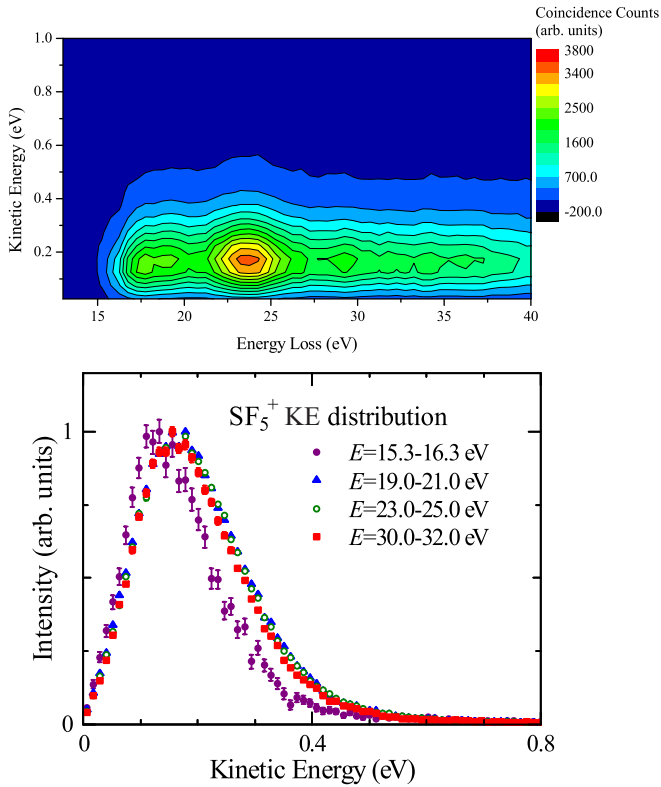 Coincidence Counts
(arb. units)
3800
3400
2500
1600
700.0
-200.0
1.0
0.8
0.6
0.4
0.2
Kinetic Energy (eV)
15 20 25 30 35 40
Energy Loss (eV)
SF5+ KE distribution
E=15.3-16.3 eV
E=19.0-21.0 eV
E=23.0-25.0 eV
E=30.0-32.0 eV
1
0
Intensity (arb. units)
0 0.4 0.8
Kinetic Energy (eV)